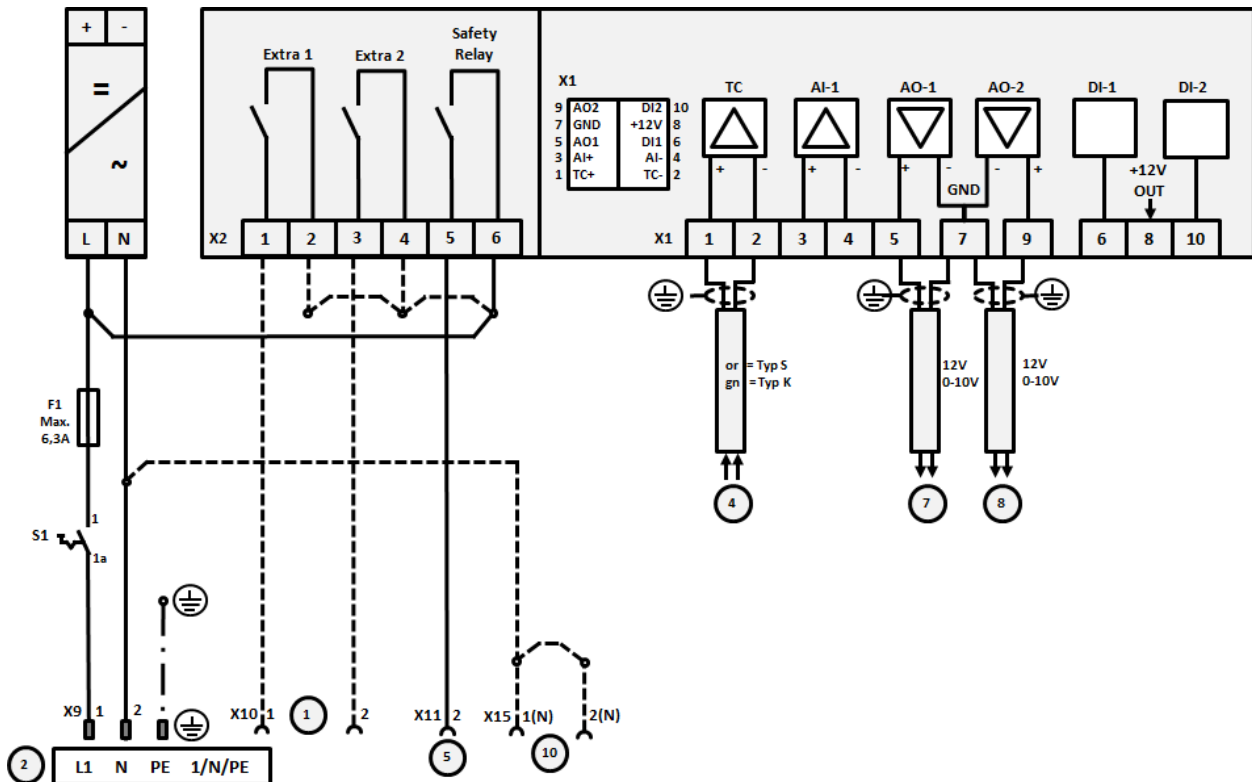 + -
=
~
L N
Extra 1 Extra 2 Safety
Relay
X2 1 2 3 4 5 6
X1
9 AO2 DI2 10
7 GND +12V 8
5 AO1 DI1 6
3 AI+ AI- 4
1 TC+ TC- 2
TC AI-1 AO-1 AO-2 DI-1 DI-2
+ - + - + - - +
GND
+12V
OUT
X1 1 2 3 4 5 7 9 6 8 10
or = Typ S
gn = Typ K
12V
0-10V
12V
0-10V
4 7 8
F1
Max.
6,3A
S1
1
1a
X9 1 2
X10 1 1 2
X11 2
X15 1(N) 2(N)
5 10
2 L1 N PE 1/N/PE